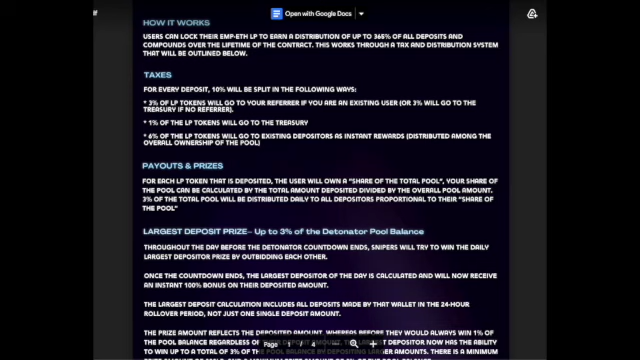 Open with Google Docs
HOW IT WORKS
USERS CAN LOCK THEIR EMP-ETH LP TO EARN A DISTRIBUTION OF UP TO 365% OF ALL DEPOSITS AND
COMPOUNDS OVER THE LIFETIME OF THE CONTRACT. THIS WORKS THROUGH A TAX AND DISTRIBUTION SYSTEM
THAT WILL BE OUTLINED BELOW.
TAXES
FOR EVERY DEPOSIT, 10% WILL BE SPLIT IN THE FOLLOWING WAYS:
* 3% OF LP TOKENS WILL GO TO YOUR REFERRER IF YOU ARE AN EXISTING USER (OR 3% WILL GO TO THE
TREASURY IF NO REFERRER).
* 1% OF THE LP TOKENS WILL GO TO THE TREASURY
* 6% OF THE LP TOKENS WILL GO TO EXISTING DEPOSITORS AS INSTANT REWARDS (DISTRIBUTED AMONG THE
OVERALL OWNERSHIP OF THE POOL)
PAYOUTS & PRIZES
FOR EACH LP TOKEN THAT IS DEPOSITED, THE USER WILL OWN A "SHARE OF THE TOTAL POOL". YOUR SHARE OF
THE POOL CAN BE CALCULATED BY THE TOTAL AMOUNT DEPOSITED DIVIDED BY THE OVERALL POOL AMOUNT.
3% OF THE TOTAL POOL WILL BE DISTRIBUTED DAILY TO ALL DEPOSITORS PROPORTIONAL TO THEIR "SHARE OF
THE POOL"
LARGEST DEPOSIT PRIZE– Up to 3% of the Detonator Pool Balance
THROUGHOUT THE DAY BEFORE THE DETONATOR COUNTDOWN ENDS, SNIPERS WILL TRY TO WIN THE DAILY
LARGEST DEPOSITOR PRIZE BY OUTBIDDING EACH OTHER.
ONCE THE COUNTDOWN ENDS, THE LARGEST DEPOSITOR OF THE DAY IS CALCULATED AND WILL NOW RECEIVE
AN INSTANT 100% BONUS ON THEIR DEPOSITED AMOUNT.
THE LARGEST DEPOSIT CALCULATION INCLUDES ALL DEPOSITS MADE BY THAT WALLET IN THE 24-HOUR
ROLLOVER PERIOD, NOT JUST ONE SINGLE DEPOSIT AMOUNT.
THE PRIZE AMOUNT REFLECTS THE DEPOSITED AMOUNT, WHEREAS BEFORE THEY WOULD ALWAYS WIN 1% OF
THE POOL BALANCE REGARDLESS OF DEPOSIT AMOUNT. THE LARGEST DEPOSITOR NOW HAS THE ABILITY
TO WIN UP TO A TOTAL OF 3% OF THE POOL BALANCE BY DEPOSITING LARGER AMOUNTS. THERE IS A MINIMUM
Page 1 / 4